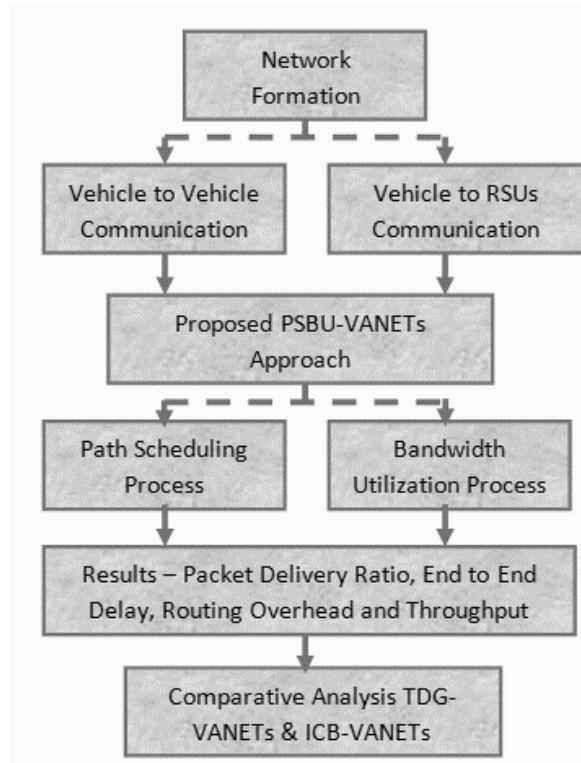 Network
Formation
Vehicle to Vehicle
Communication
Vehicle to RSUs
Communication
Proposed PSBU-VANETs
Approach
Path Scheduling
Process
Bandwidth
Utilization Process
Results – Packet Delivery Ratio, End to End
Delay, Routing Overhead and Throughput
Comparative Analysis TDG-
VANETs & ICB-VANETs